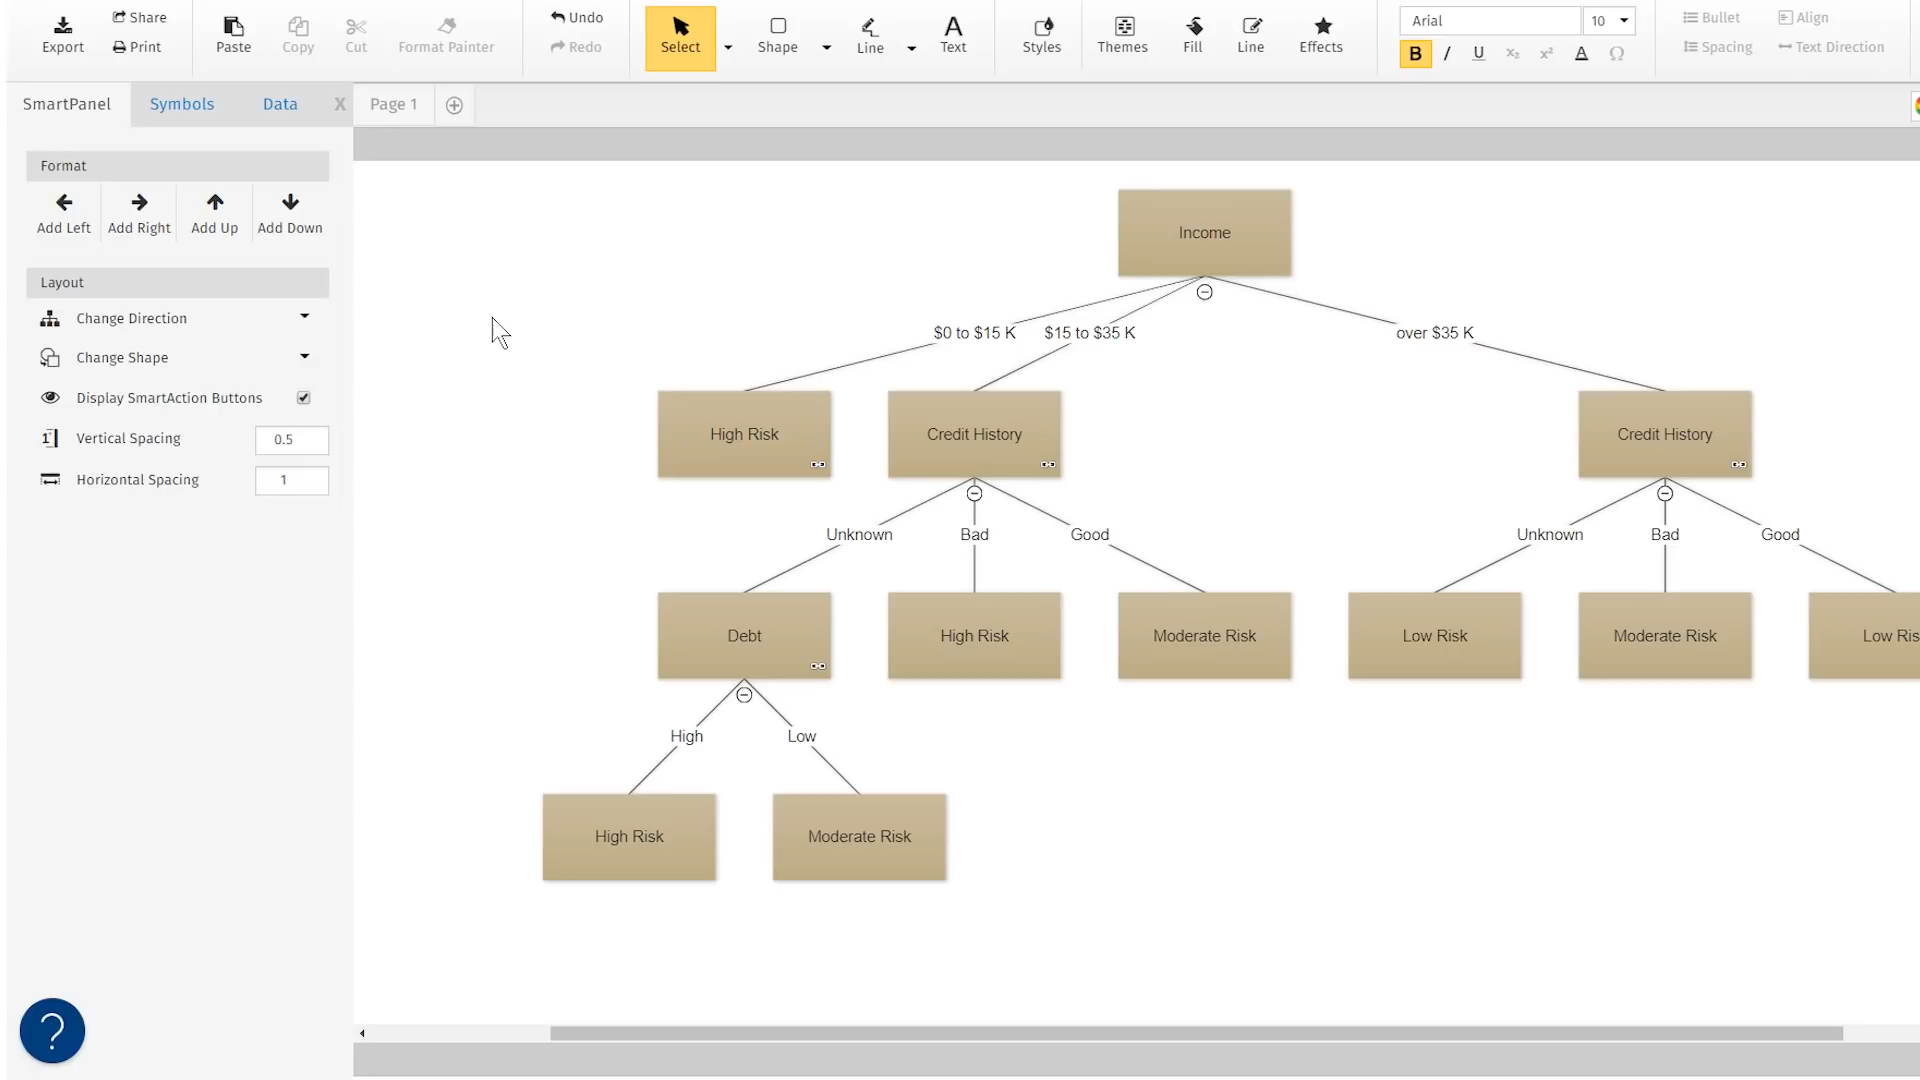 Export
Share
Print
Paste
Copy
Cut
Format Painter
Undo
Redo
Select
Shape
Line
A
Text
Styles
Themes
Fill
Line
Effects
Arial
10
B I U x₂ x² A Ω
Bullet
Align
Spacing
Text Direction
SmartPanel
Symbols
Data
X
Page 1
Format
Add Left
Add Right
Add Up
Add Down
Layout
Change Direction
Change Shape
Display SmartAction Buttons
Vertical Spacing
0.5
Horizontal Spacing
1
Income
$0 to $15 K
$15 to $35 K
over $35 K
High Risk
Credit History
Credit History
Unknown
Bad
Good
Unknown
Bad
Good
Debt
High Risk
Moderate Risk
Low Risk
Moderate Risk
Low Ris
High
Low
High Risk
Moderate Risk
?